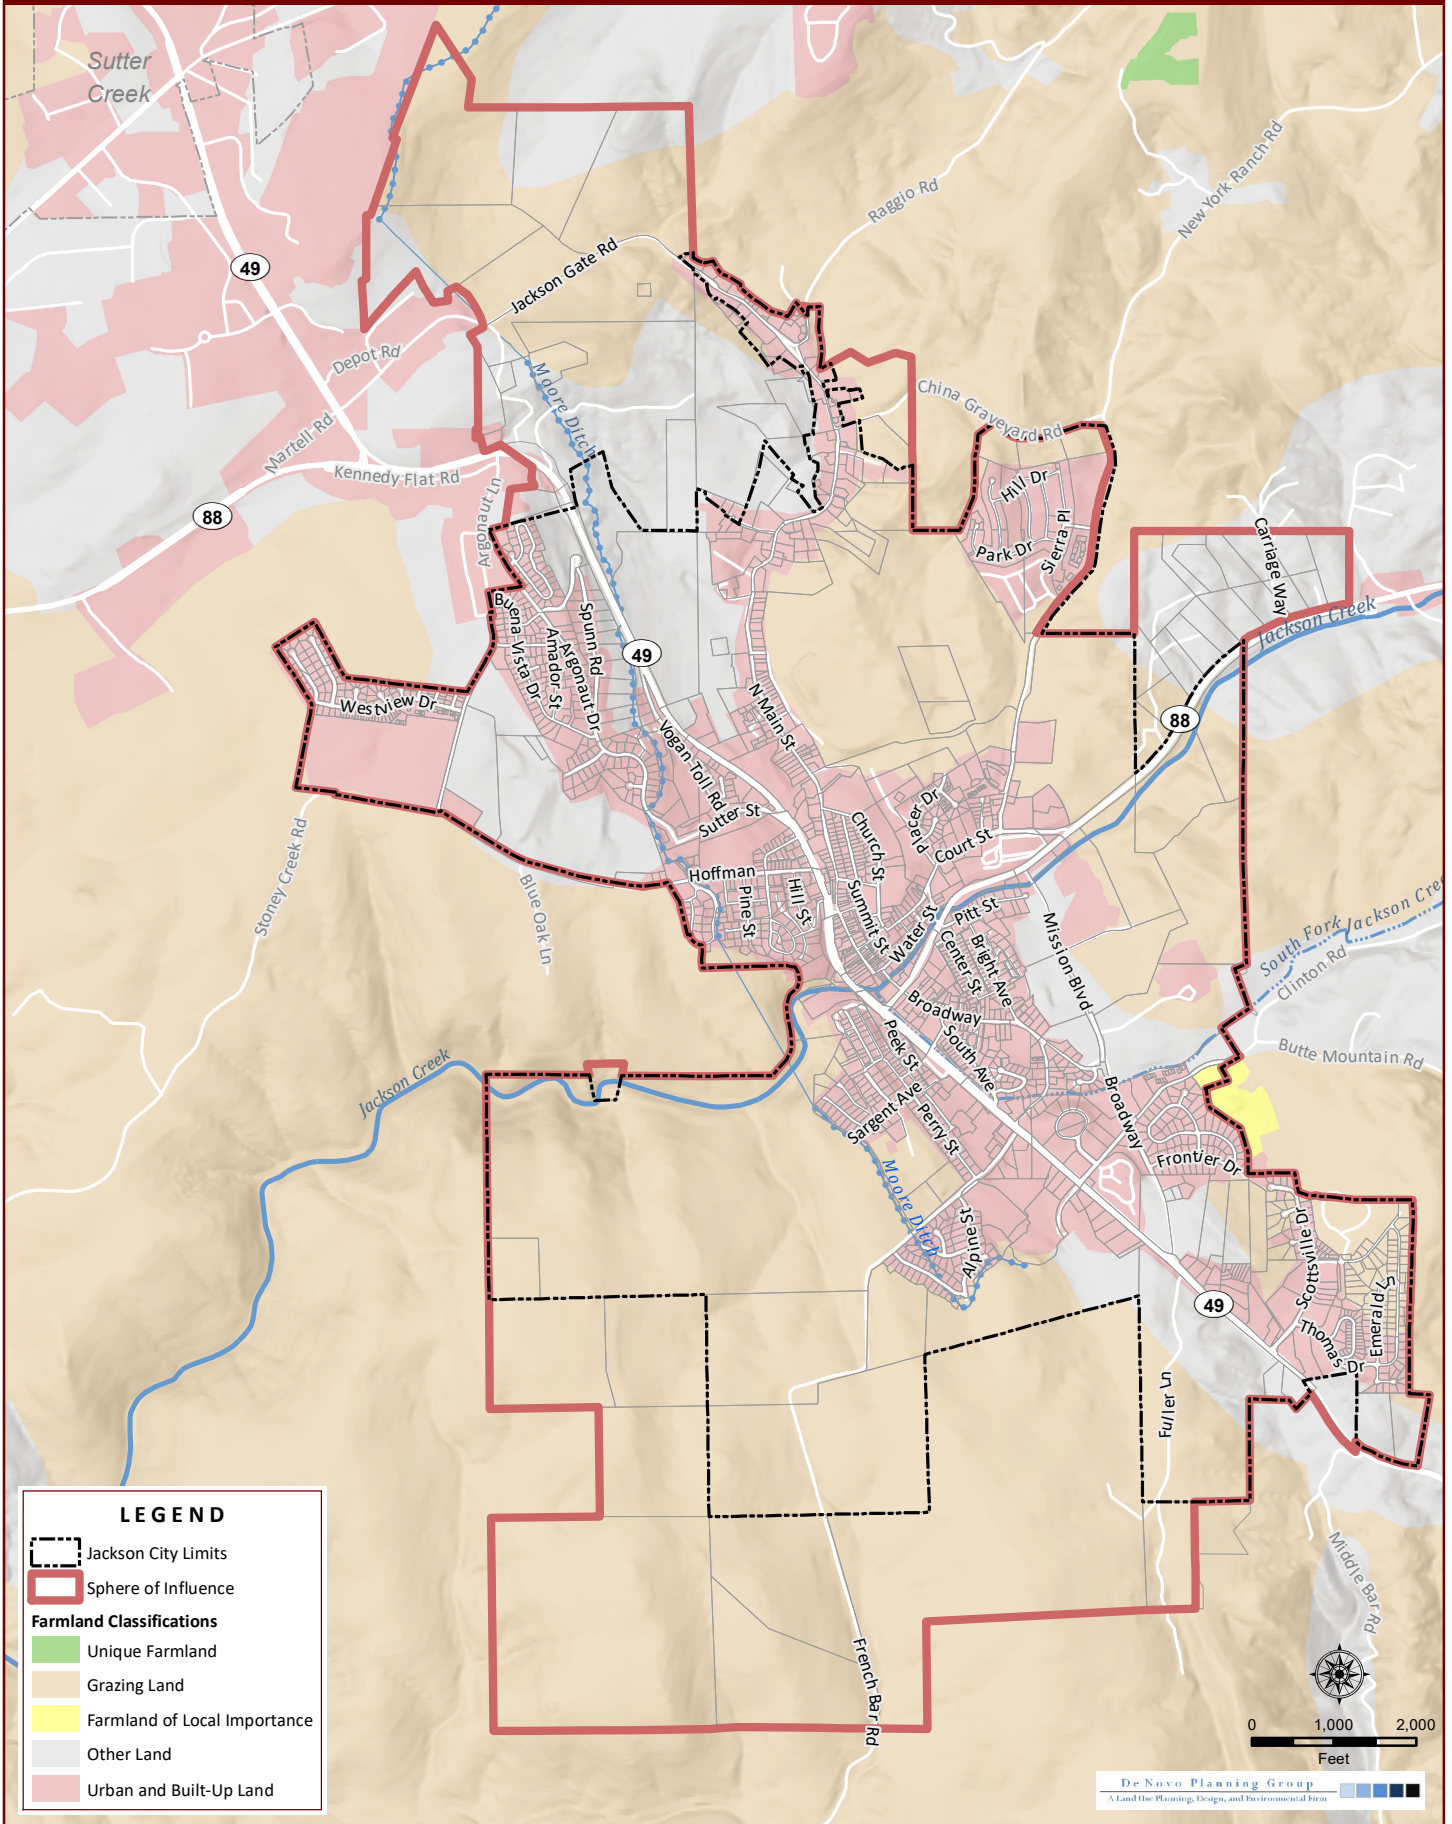 Sutter
Creek
New York Ranch Rd
Raggio Rd
49
Jackson Gate Rd
Depot Rd
Moore Ditch
China Graveyard Rd
Martell Rd
Kennedy Flat Rd
Argonaut Ln
88
Hill Dr
Park Dr
Sierra Pl
Carriage Way
Jackson Creek
Buena Vista Dr
Amador St
Argonaut Dr
Spunn Rd
49
Westview Dr
N Main St
88
Vogan Toll Rd
Sutter St
Placer Dr
Church St
Court St
Stoney Creek Rd
Blue Oak Ln
Hoffman
Pine St
Hill St
Summit St
Water St
Pitt St
Center St
Bright Ave
Mission Blvd
South Fork Jackson Cree
Clinton Rd
Broadway
Peek St
South Ave
Butte Mountain Rd
Jackson Creek
Sargent Ave
Perry St
Broadway
Frontier Dr
Moore Ditch
Alpine St
Scottsville Dr
Emerald Ln
49
Thomas Dr
Fuller Ln
Middle Bar Rd
French Bar Rd
LEGEND
Jackson City Limits
Sphere of Influence
Farmland Classifications
Unique Farmland
Grazing Land
Farmland of Local Importance
Other Land
Urban and Built-Up Land
0 1,000 2,000
Feet
De Novo Planning Group
A Land Use Planning, Design, and Environmental Firm